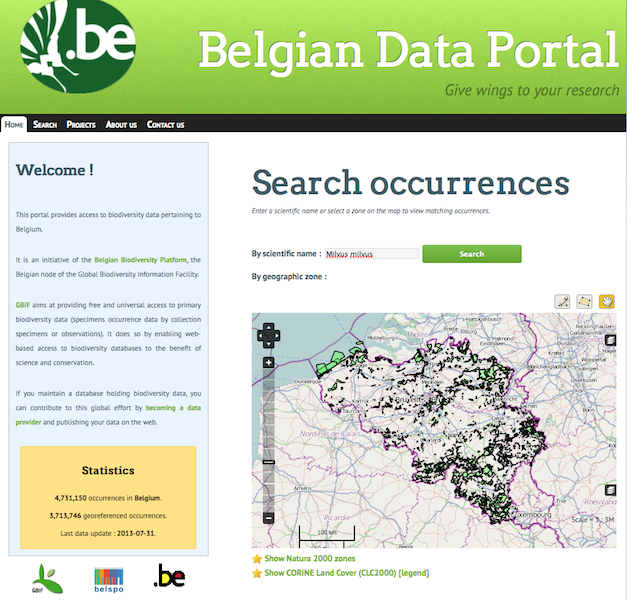 .be
Belgian Data Portal
Give wings to your research
Home Search Projects About us Contact us
Welcome !
This portal provides access to biodiversity data pertaining to
Belgium.
It is an initiative of the Belgian Biodiversity Platform, the
Belgian node of the Global Biodiversity Information Facility.
GBIF aims at providing free and universal access to primary
biodiversity data (specimens occurrence data by collection
specimens or observations). It does so by enabling web-
based access to biodiversity databases to the benefit of
science and conservation.
If you maintain a database holding biodiversity data, you
can contribute to this global effort by becoming a data
provider and publishing your data on the web.
Statistics
4,731,150 occurrences in Belgium.
3,713,746 georeferenced occurrences.
Last data update : 2013-07-31.
GBIF
belspo
.be
Search occurrences
Enter a scientific name or select a zone on the map to view matching occurrences.
By scientific name : Milvus milvus Search
By geographic zone :
's-Hertogenbosch
Middelburg
Dunkerque
Nord-Pas de Calais
Amiens
Picardie
100 km
Show Natura 2000 zones
Show CORINE Land Cover (CLC2000) [legend]